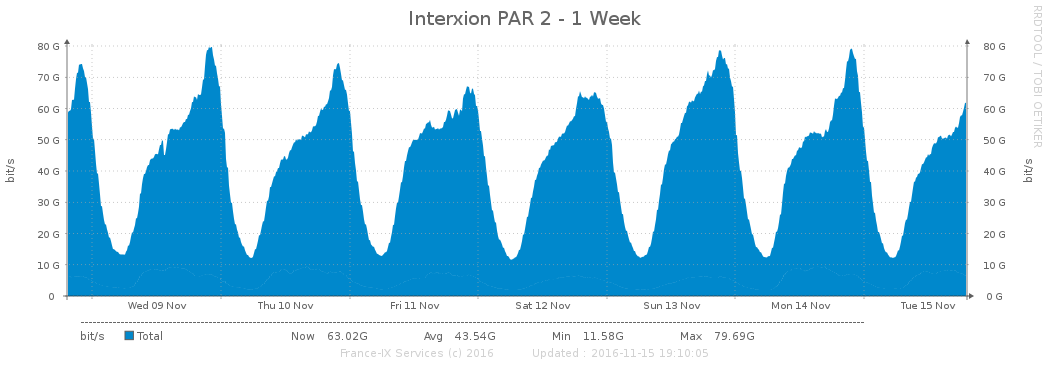 Interxion PAR 2 - 1 Week
RRDTOOL / TOBI OETIKER
80 G 80 G
70 G 70 G
60 G 60 G
50 G 50 G
40 G 40 G
30 G 30 G
20 G 20 G
10 G 10 G
0 0 G
bit/s
bit/s
Wed 09 Nov Thu 10 Nov Fri 11 Nov Sat 12 Nov Sun 13 Nov Mon 14 Nov Tue 15 Nov
bit/s Total Now 63.02G Avg 43.54G Min 11.58G Max 79.69G
France-IX Services (c) 2016 Updated : 2016-11-15 19:10:05